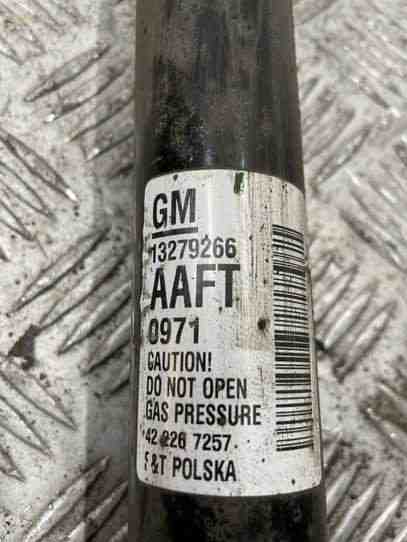 GM
13279266
AAFT
0971
CAUTION!
DO NOT OPEN
GAS PRESSURE
42 226 7257
F&T POLSKA